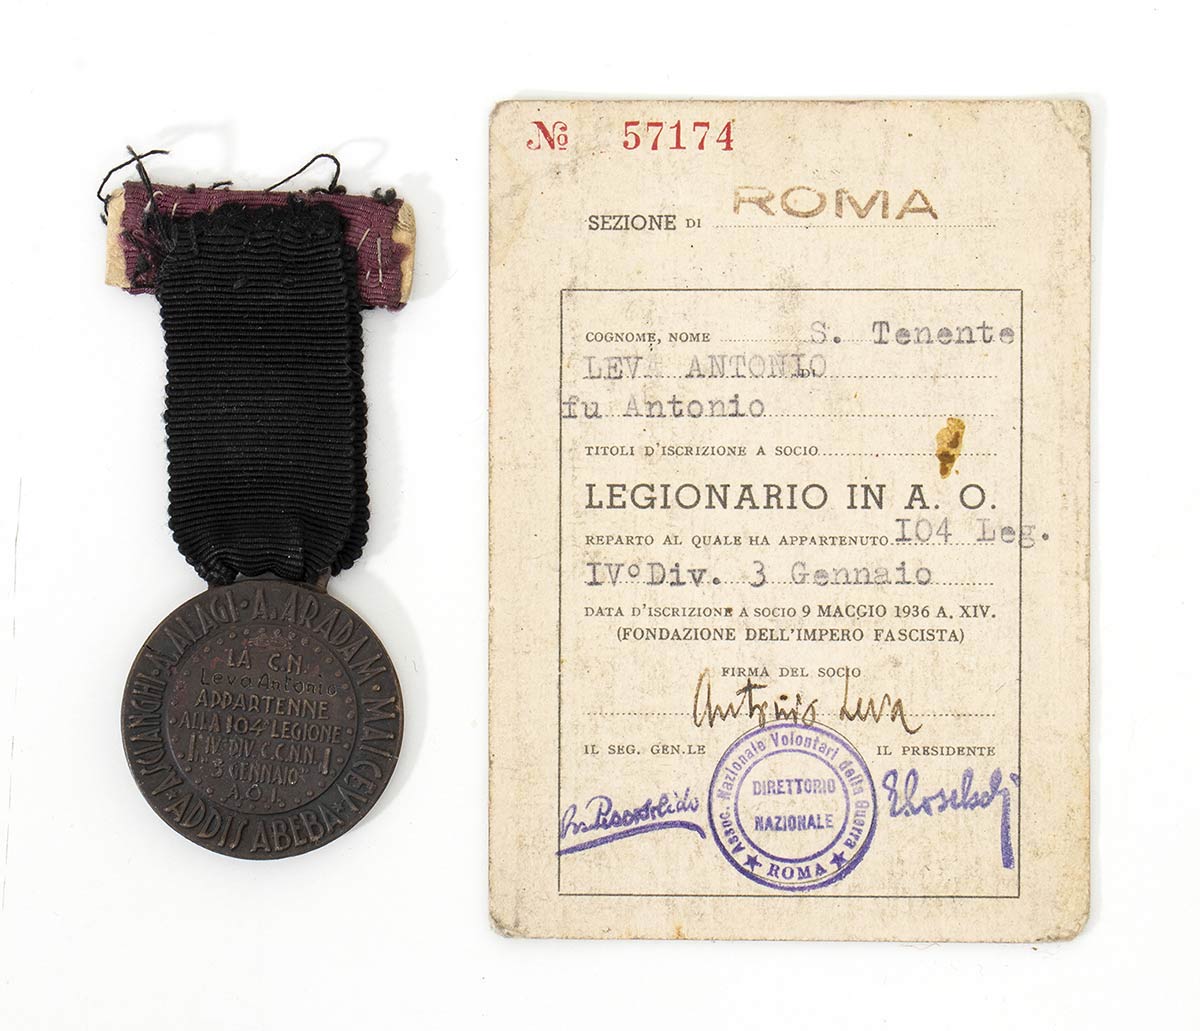 A. IOVANGHI · A. ALAGI · A. ARADAM · MAI CEU · ADDIS ABEBA ·
LA C.N.
Leva Antonio
APPARTENNE
ALLA 104ª LEGIONE
IVª DIV. CC.NN.
3 GENNAIO
A.O.I.
№ 57174
SEZIONE DI ROMA
COGNOME, NOME S. Tenente
LEVA ANTONIO
fu Antonio
TITOLI D'ISCRIZIONE A SOCIO
LEGIONARIO IN A. O.
REPARTO AL QUALE HA APPARTENUTO 104 Leg.
IVº Div. 3 Gennaio
DATA D'ISCRIZIONE A SOCIO 9 MAGGIO 1936 A. XIV.
(FONDAZIONE DELL'IMPERO FASCISTA)
FIRMA DEL SOCIO
Antonio Leva
IL SEG. GEN.LE IL PRESIDENTE
Assoc. Nazionale Volontari della Guerra
DIRETTORIO
NAZIONALE
★ ROMA ★